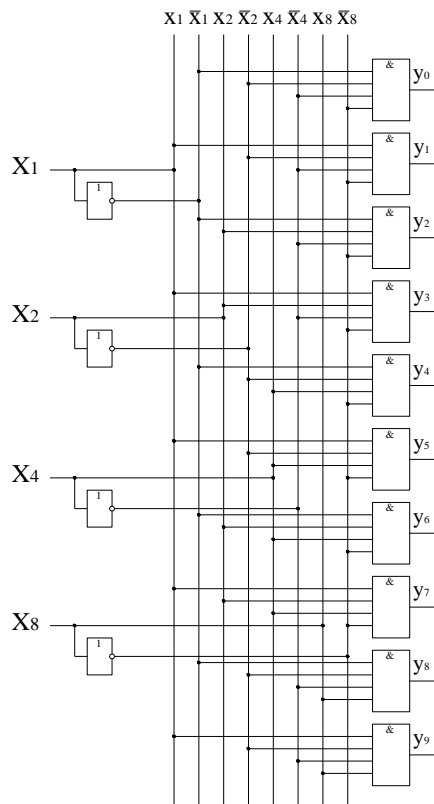 x1 x̄1 x2 x̄2 x4 x̄4 x8 x̄8
& y0
& y1
X1
1
& y2
& y3
X2
1
& y4
& y5
X4
1
& y6
& y7
X8
1
& y8
& y9